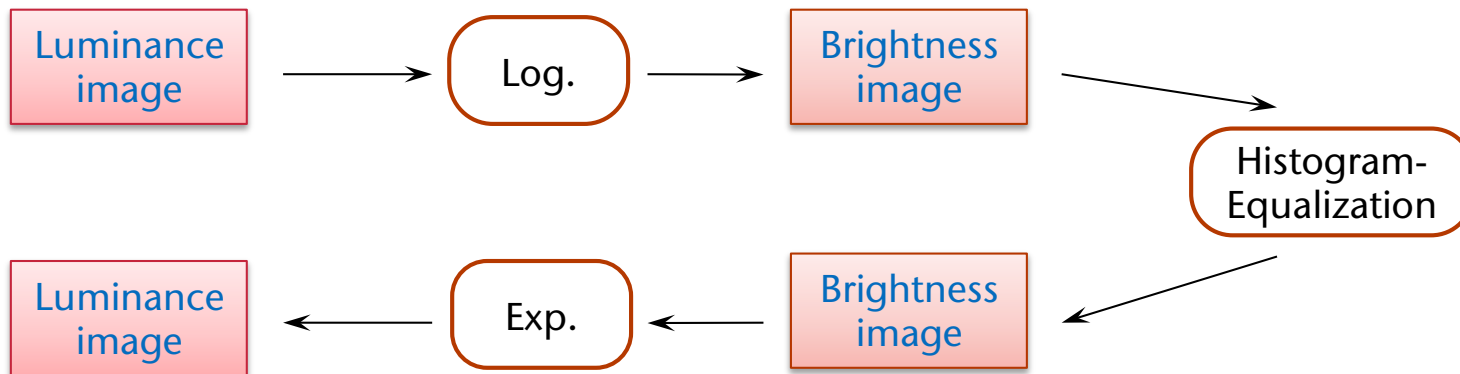 Luminance
image
Log.
Brightness
image
Histogram-
Equalization
Luminance
image
Exp.
Brightness
image